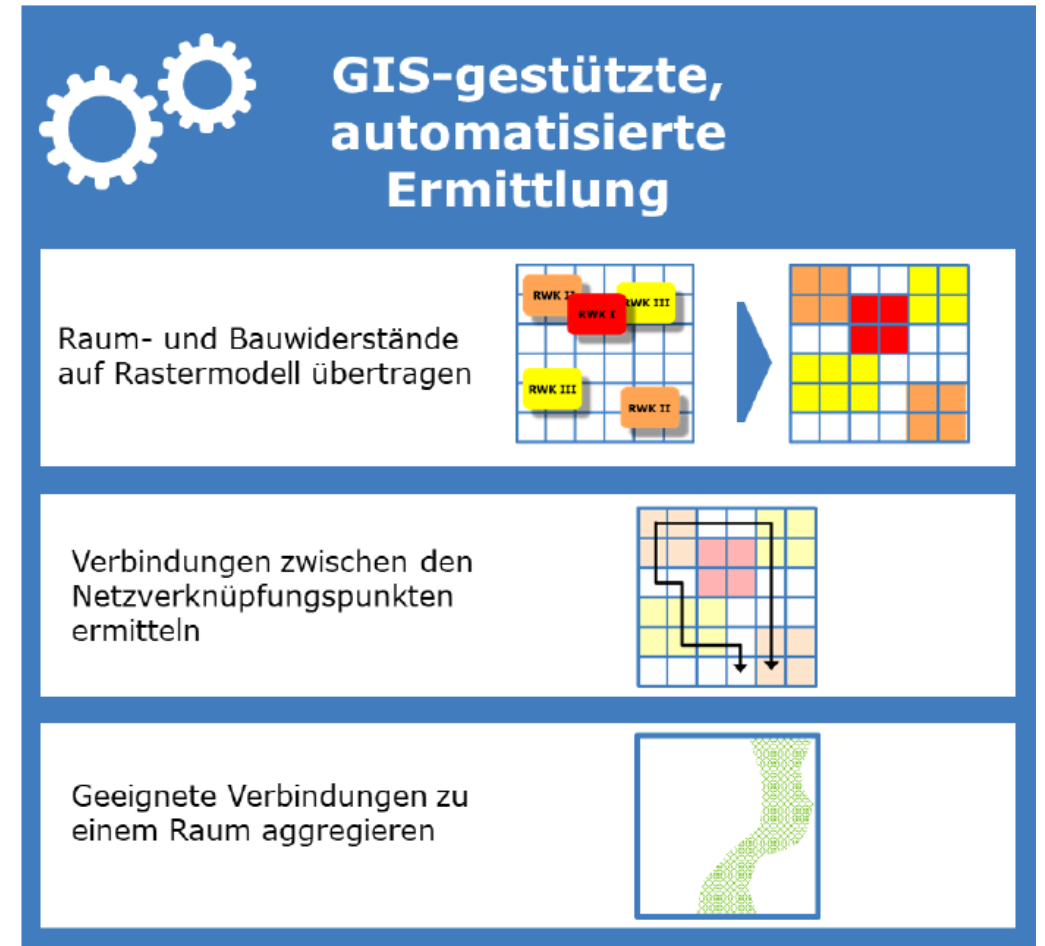 GIS-gestützte,
automatisierte
Ermittlung
Raum- und Bauwiderstände
auf Rastermodell übertragen
RWK II
RWK I
RWK III
RWK III
RWK II
Verbindungen zwischen den
Netzverknüpfungspunkten
ermitteln
Geeignete Verbindungen zu
einem Raum aggregieren